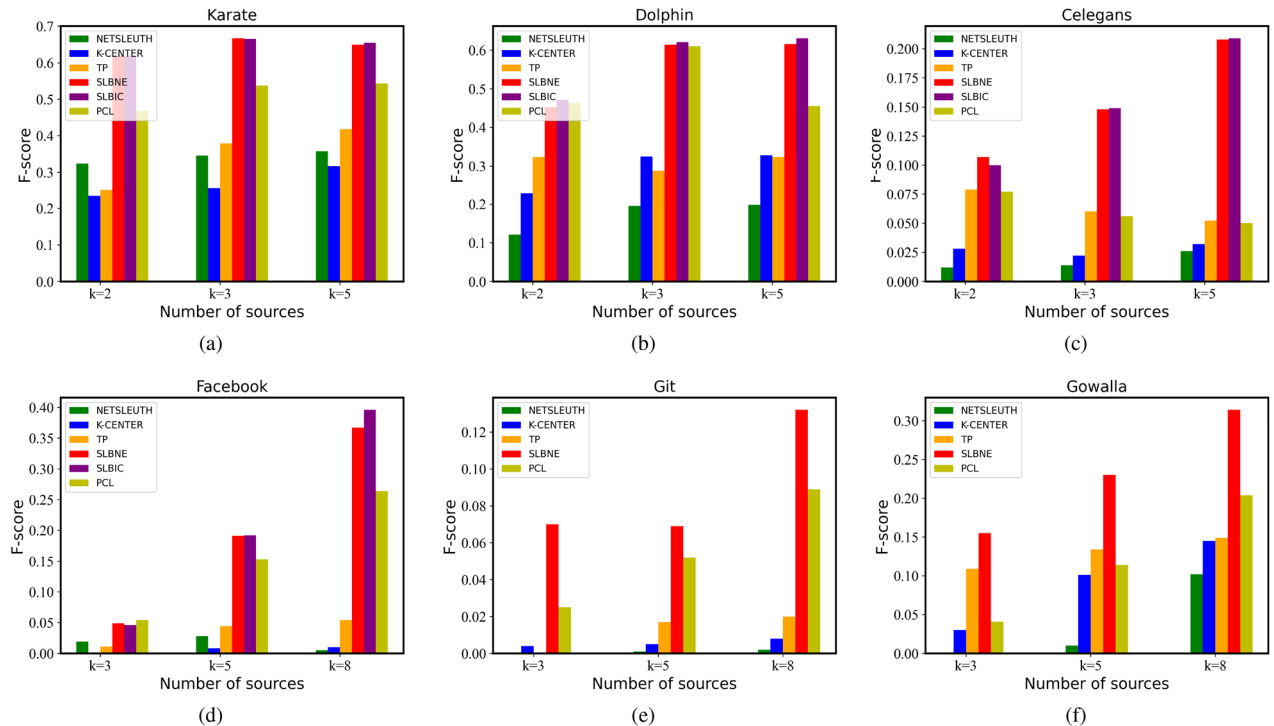 Karate
0.7
0.6
0.5
0.4
0.3
0.2
0.1
0.0
F-score
NETSLEUTH
K-CENTER
TP
SLBNE
SLBIC
PCL
k=2 k=3 k=5
Number of sources
(a)
Dolphin
0.6
0.5
0.4
0.3
0.2
0.1
0.0
F-score
NETSLEUTH
K-CENTER
TP
SLBNE
SLBIC
PCL
k=2 k=3 k=5
Number of sources
(b)
Celegans
0.200
0.175
0.150
0.125
0.100
0.075
0.050
0.025
0.000
F-score
NETSLEUTH
K-CENTER
TP
SLBNE
SLBIC
PCL
k=2 k=3 k=5
Number of sources
(c)
Facebook
0.40
0.35
0.30
0.25
0.20
0.15
0.10
0.05
0.00
F-score
NETSLEUTH
K-CENTER
TP
SLBNE
SLBIC
PCL
k=3 k=5 k=8
Number of sources
(d)
Git
0.12
0.10
0.08
0.06
0.04
0.02
0.00
F-score
NETSLEUTH
K-CENTER
TP
SLBNE
PCL
k=3 k=5 k=8
Number of sources
(e)
Gowalla
0.30
0.25
0.20
0.15
0.10
0.05
0.00
F-score
NETSLEUTH
K-CENTER
TP
SLBNE
PCL
k=3 k=5 k=8
Number of sources
(f)